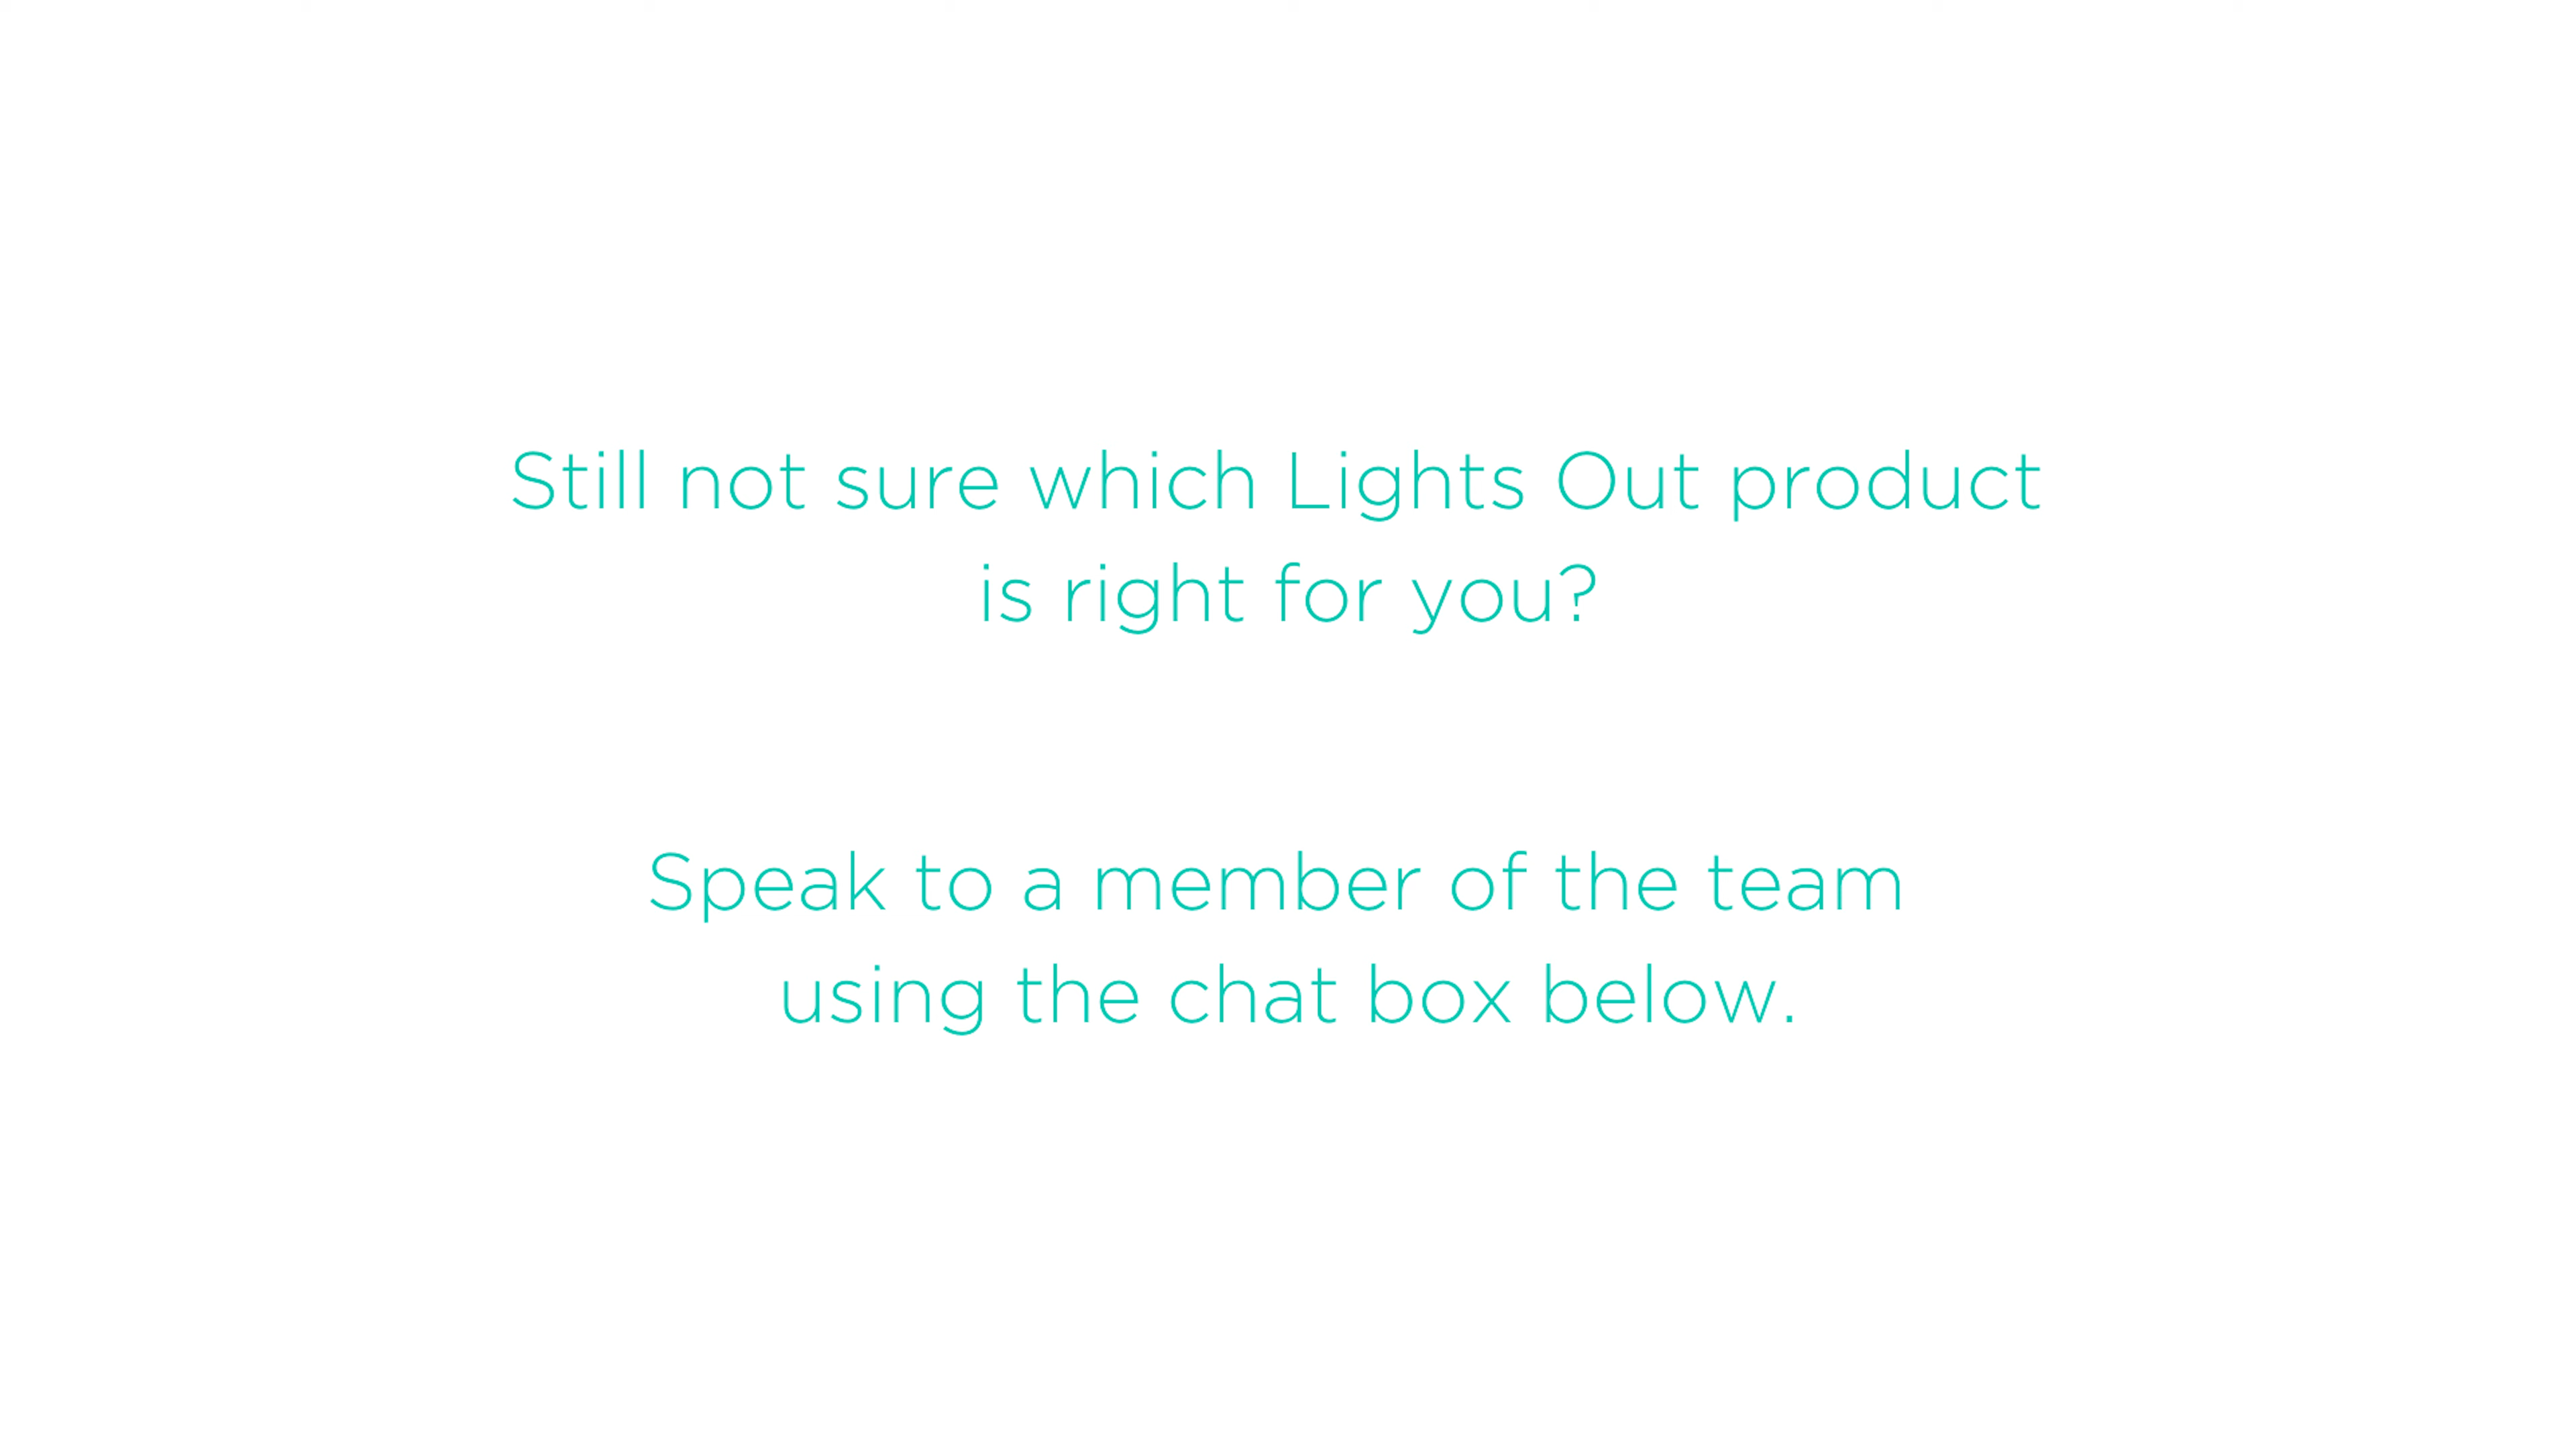 Still not sure which Lights Out product
is right for you?
Speak to a member of the team
using the chat box below.